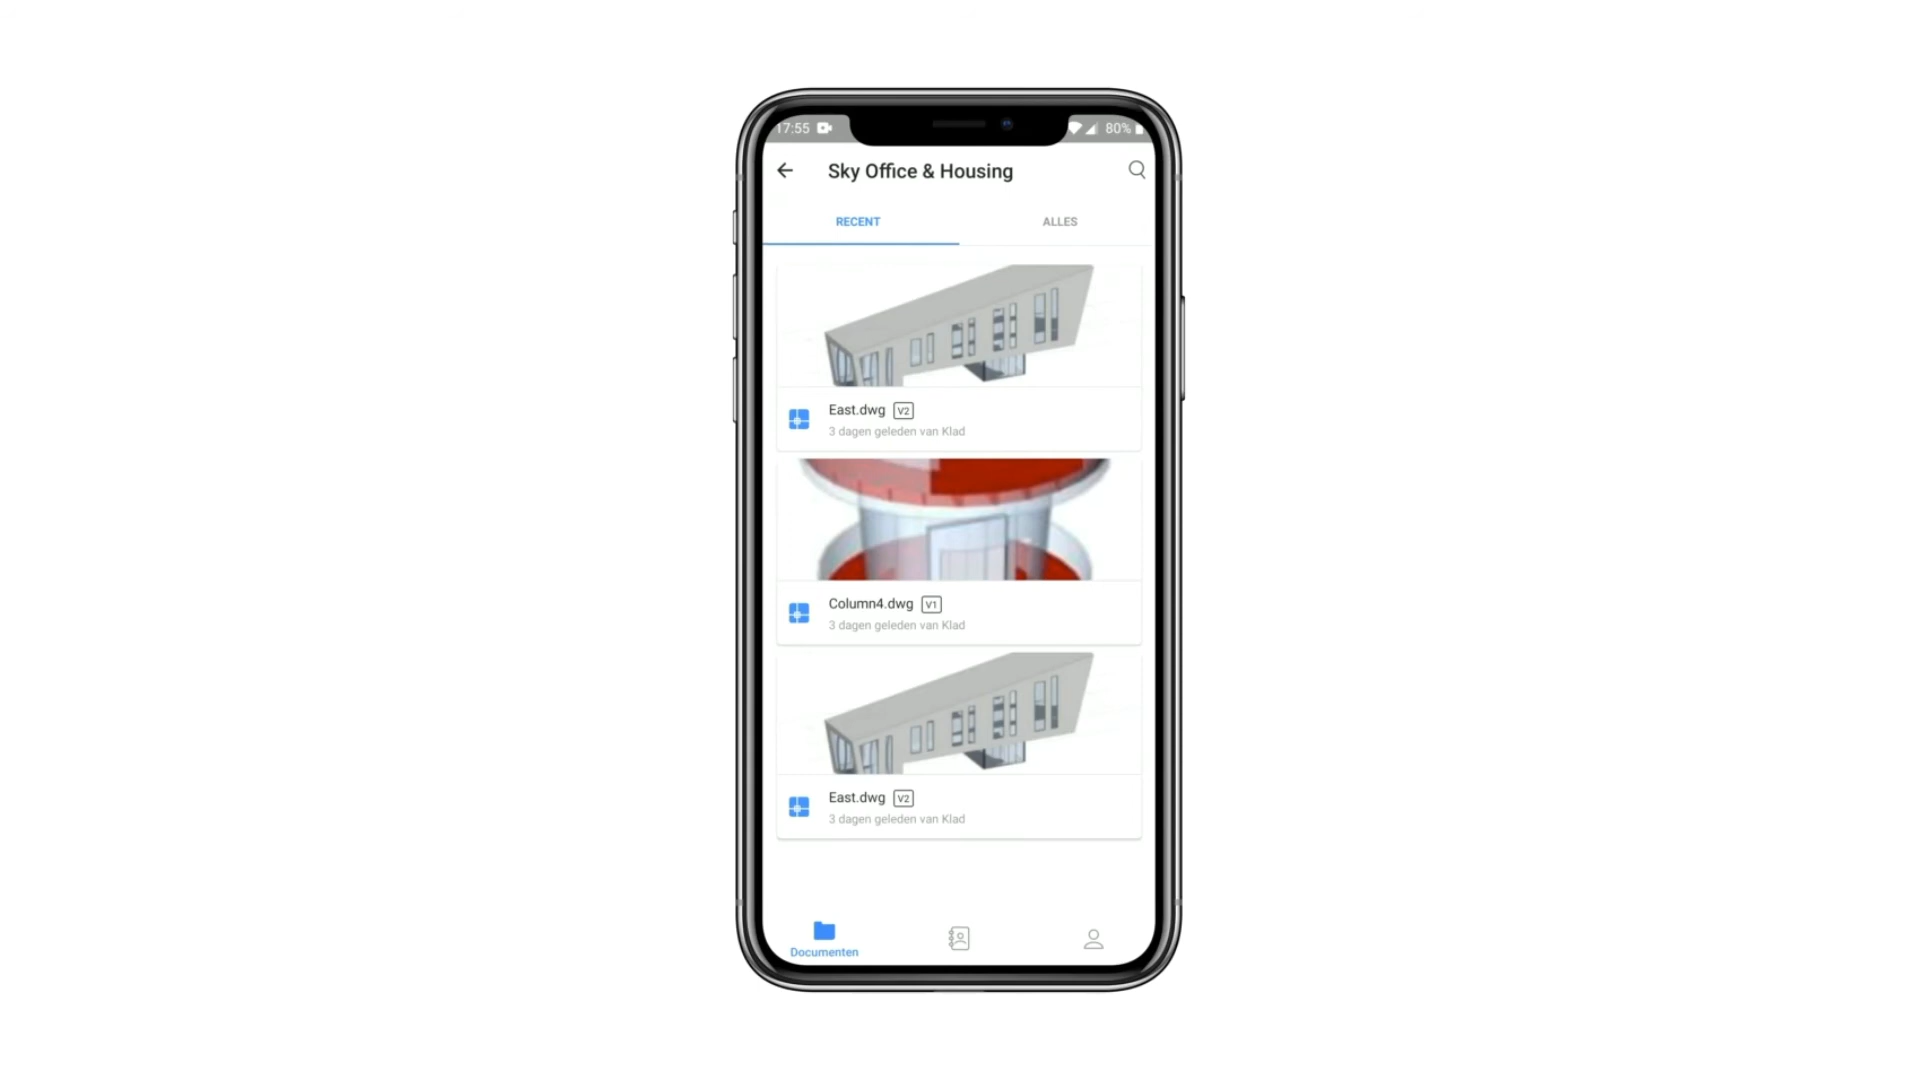 17:55 80%
Sky Office & Housing
RECENT ALLES
East.dwg V2
3 dagen geleden van Klad
Column4.dwg V1
3 dagen geleden van Klad
East.dwg V2
3 dagen geleden van Klad
Documenten